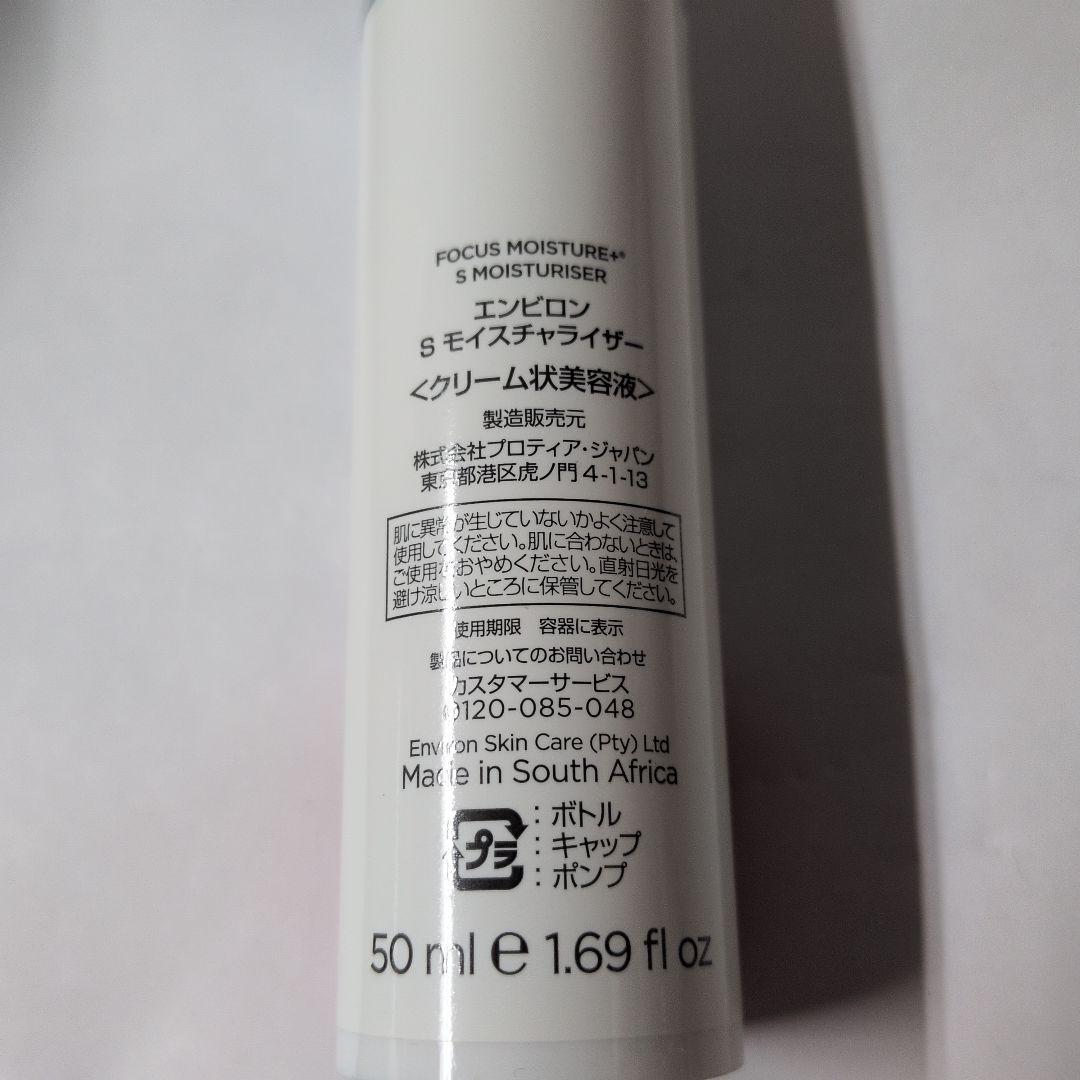 FOCUS MOISTURE+®
S MOISTURISER
エンビロン
S モイスチャライザー
<クリーム状美容液>
製造販売元
株式会社プロティア・ジャパン
東京都港区虎ノ門4-1-13
肌に異常が生じていないかよく注意して
使用してください。肌に合わないときは、
ご使用をおやめください。直射日光を
避け涼しいところに保管してください。
使用期限 容器に表示
製品についてのお問い合わせ
カスタマーサービス
0120-085-048
Environ Skin Care (Pty) Ltd
Made in South Africa
プラ : ボトル
: キャップ
: ポンプ
50 ml e 1.69 fl oz